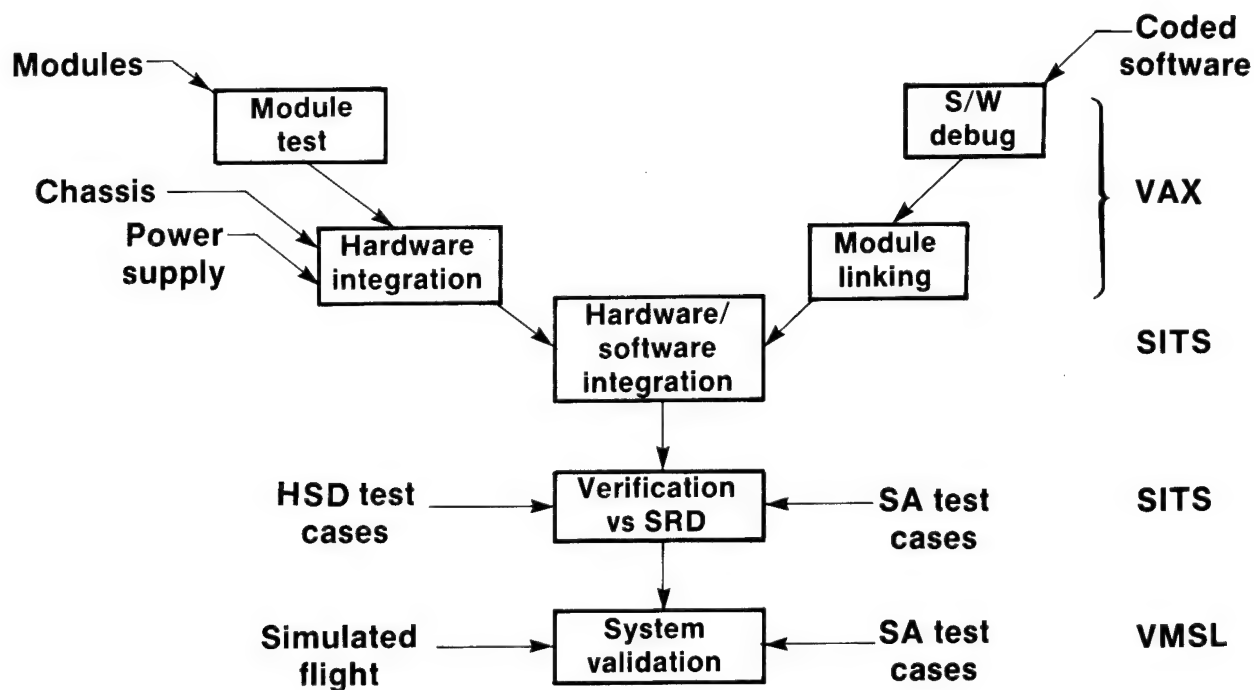 Coded
software
Modules
Module
test
S/W
debug
VAX
Chassis
Power
supply
Hardware
integration
Module
linking
Hardware/
software
integration
SITS
HSD test
cases
Verification
vs SRD
SA test
cases
SITS
Simulated
flight
System
validation
SA test
cases
VMSL